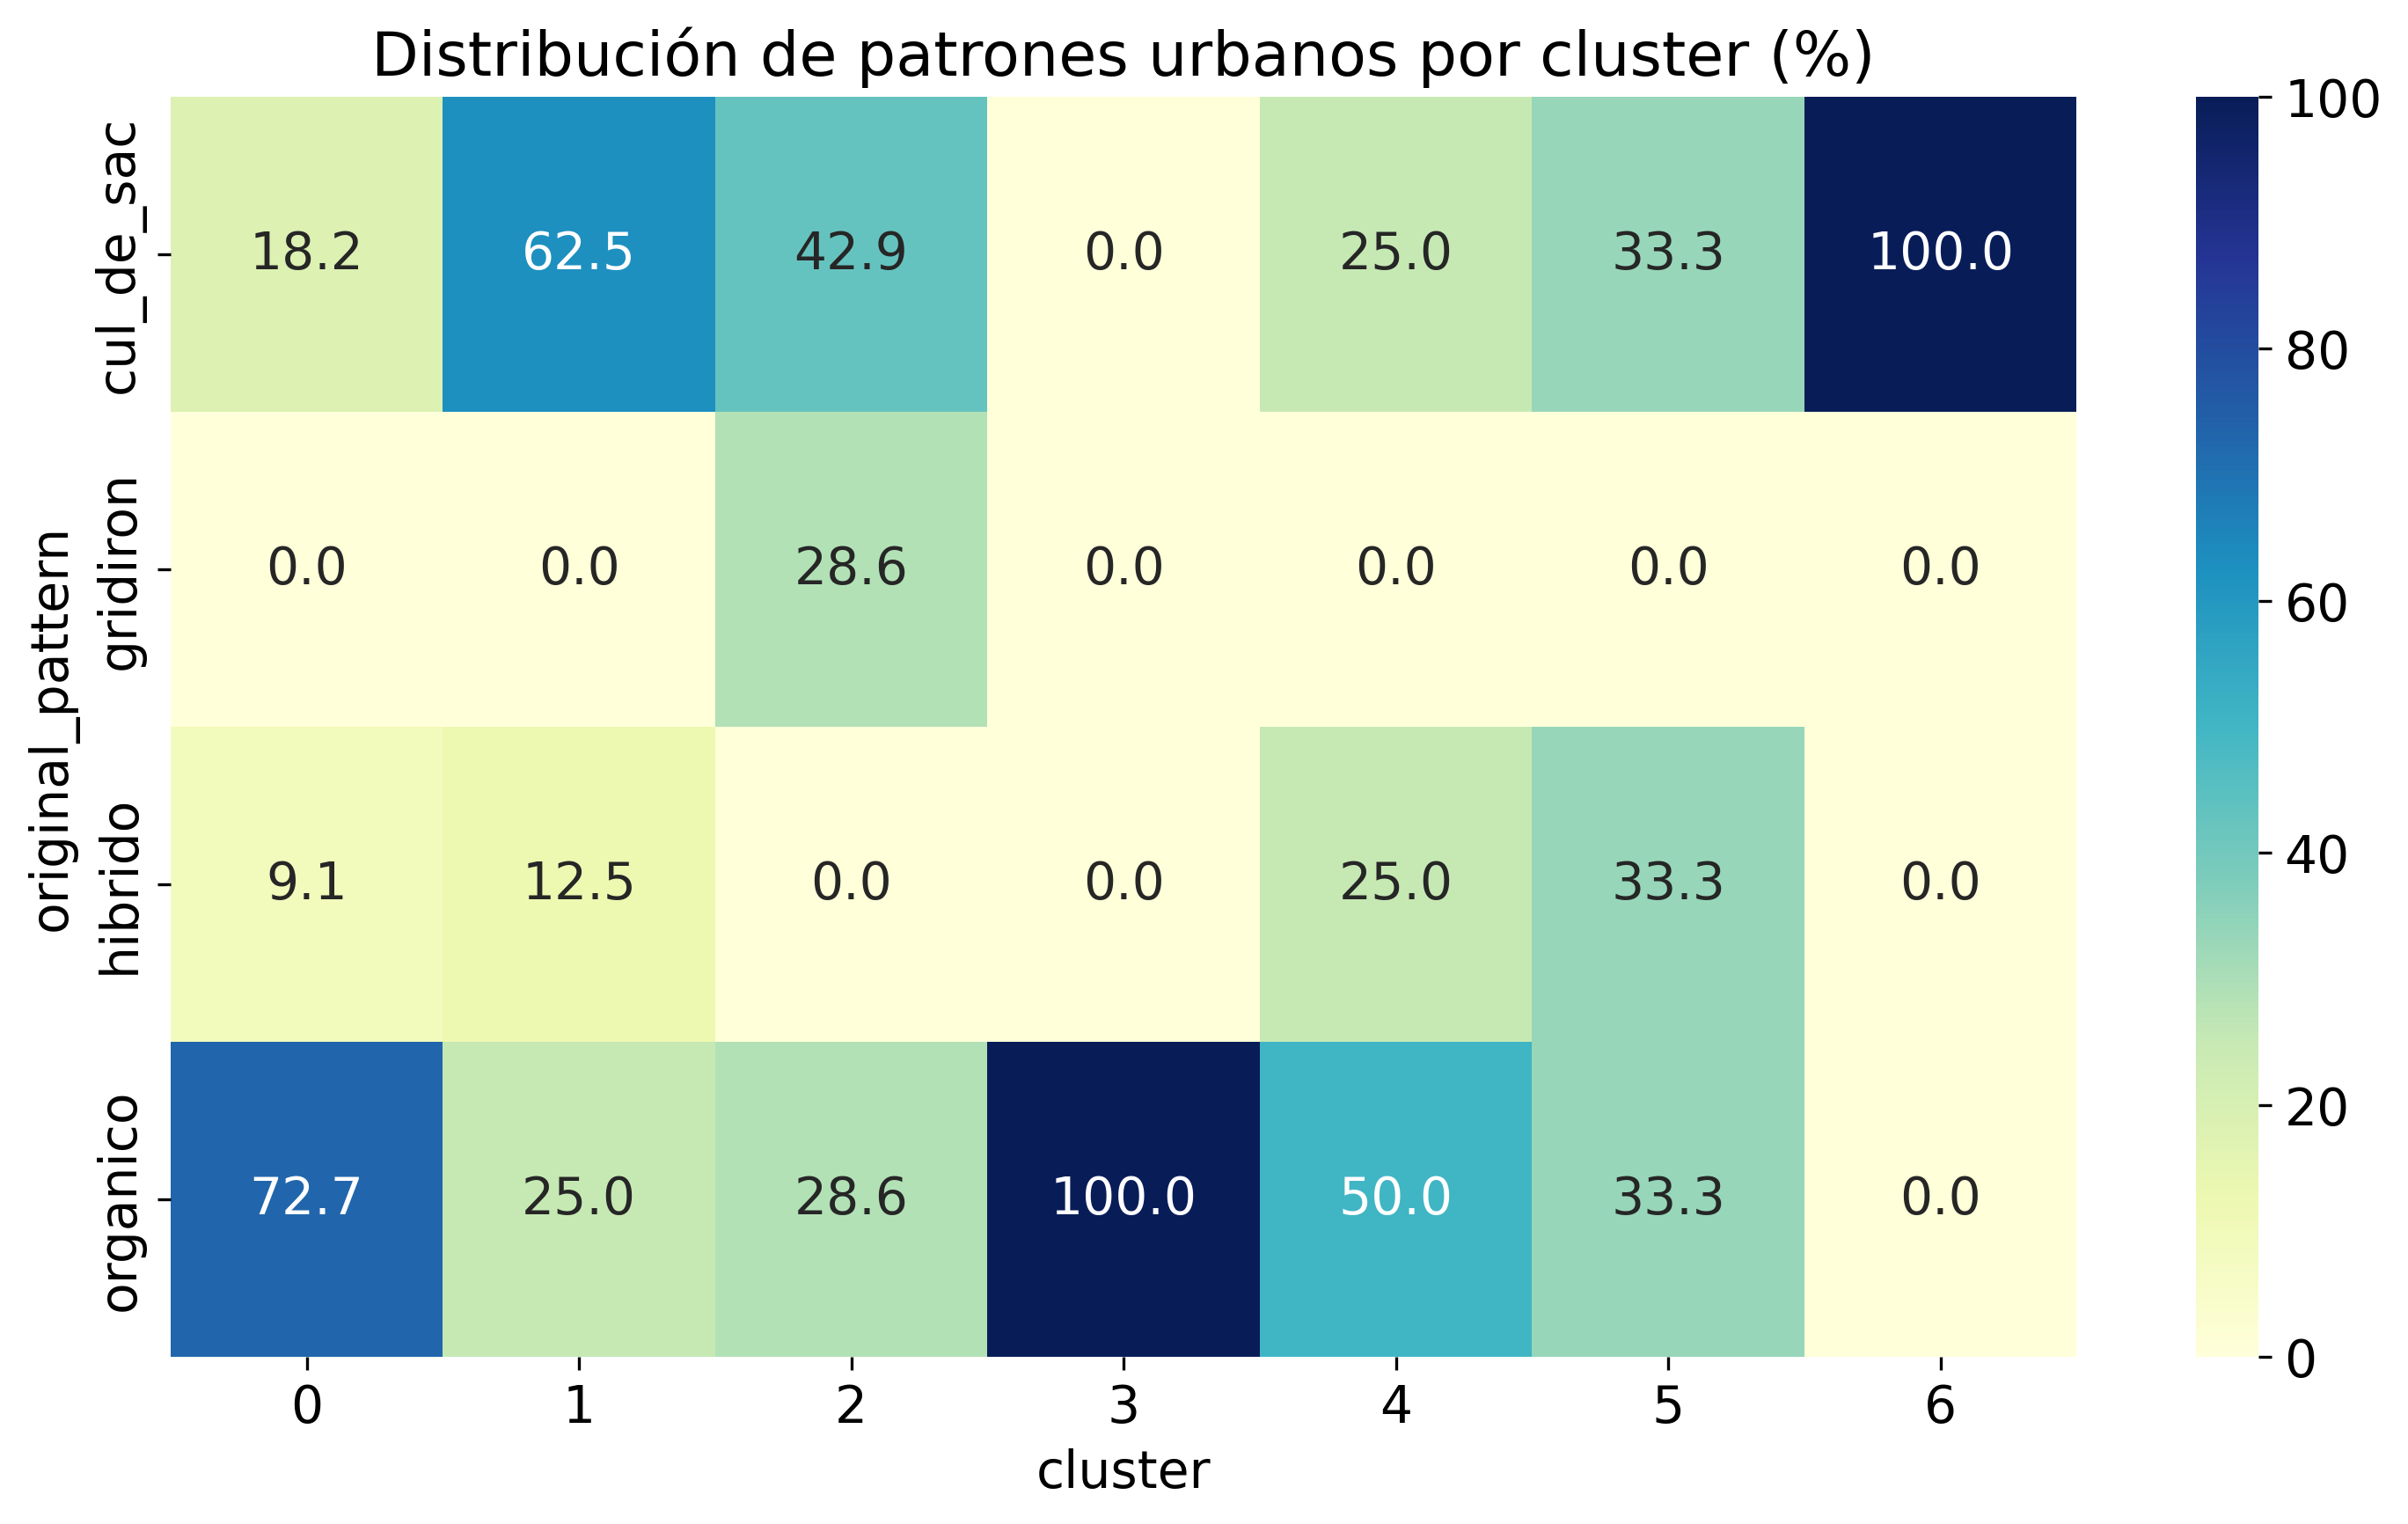 Distribución de patrones urbanos por cluster (%)
original_pattern
cul_de_sac
18.2 62.5 42.9 0.0 25.0 33.3 100.0
gridiron
0.0 0.0 28.6 0.0 0.0 0.0 0.0
hibrido
9.1 12.5 0.0 0.0 25.0 33.3 0.0
organico
72.7 25.0 28.6 100.0 50.0 33.3 0.0
0 1 2 3 4 5 6
cluster
100
80
60
40
20
0